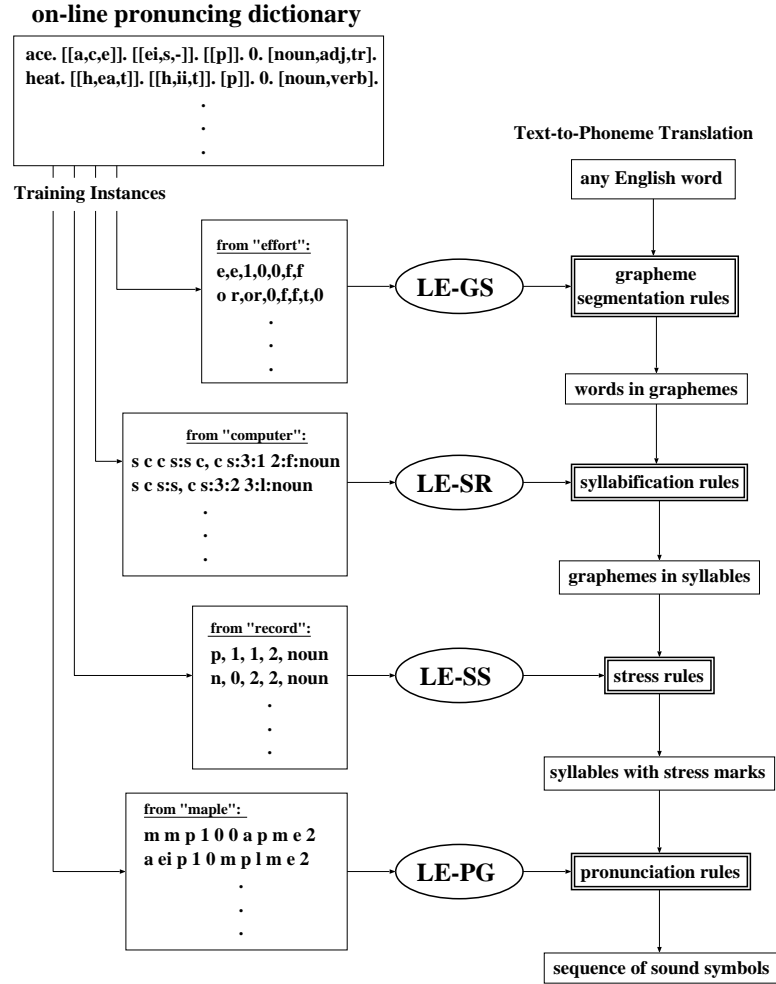 on-line pronuncing dictionary
ace. [[a,c,e]]. [[ei,s,-]]. [[p]]. 0. [noun,adj,tr].
heat. [[h,ea,t]]. [[h,ii,t]]. [p]. 0. [noun,verb].
.
.
.
Text-to-Phoneme Translation
Training Instances
any English word
from "effort":
e,e,1,0,0,f,f
o r,or,0,f,f,t,0
.
.
.
LE-GS
grapheme
segmentation rules
words in graphemes
from "computer":
s c c s:s c, c s:3:1 2:f:noun
s c s:s, c s:3:2 3:l:noun
.
.
.
LE-SR
syllabification rules
graphemes in syllables
from "record":
p, 1, 1, 2, noun
n, 0, 2, 2, noun
.
.
.
LE-SS
stress rules
syllables with stress marks
from "maple":
m m p 1 0 0 a p m e 2
a ei p 1 0 m p l m e 2
.
.
.
LE-PG
pronunciation rules
sequence of sound symbols